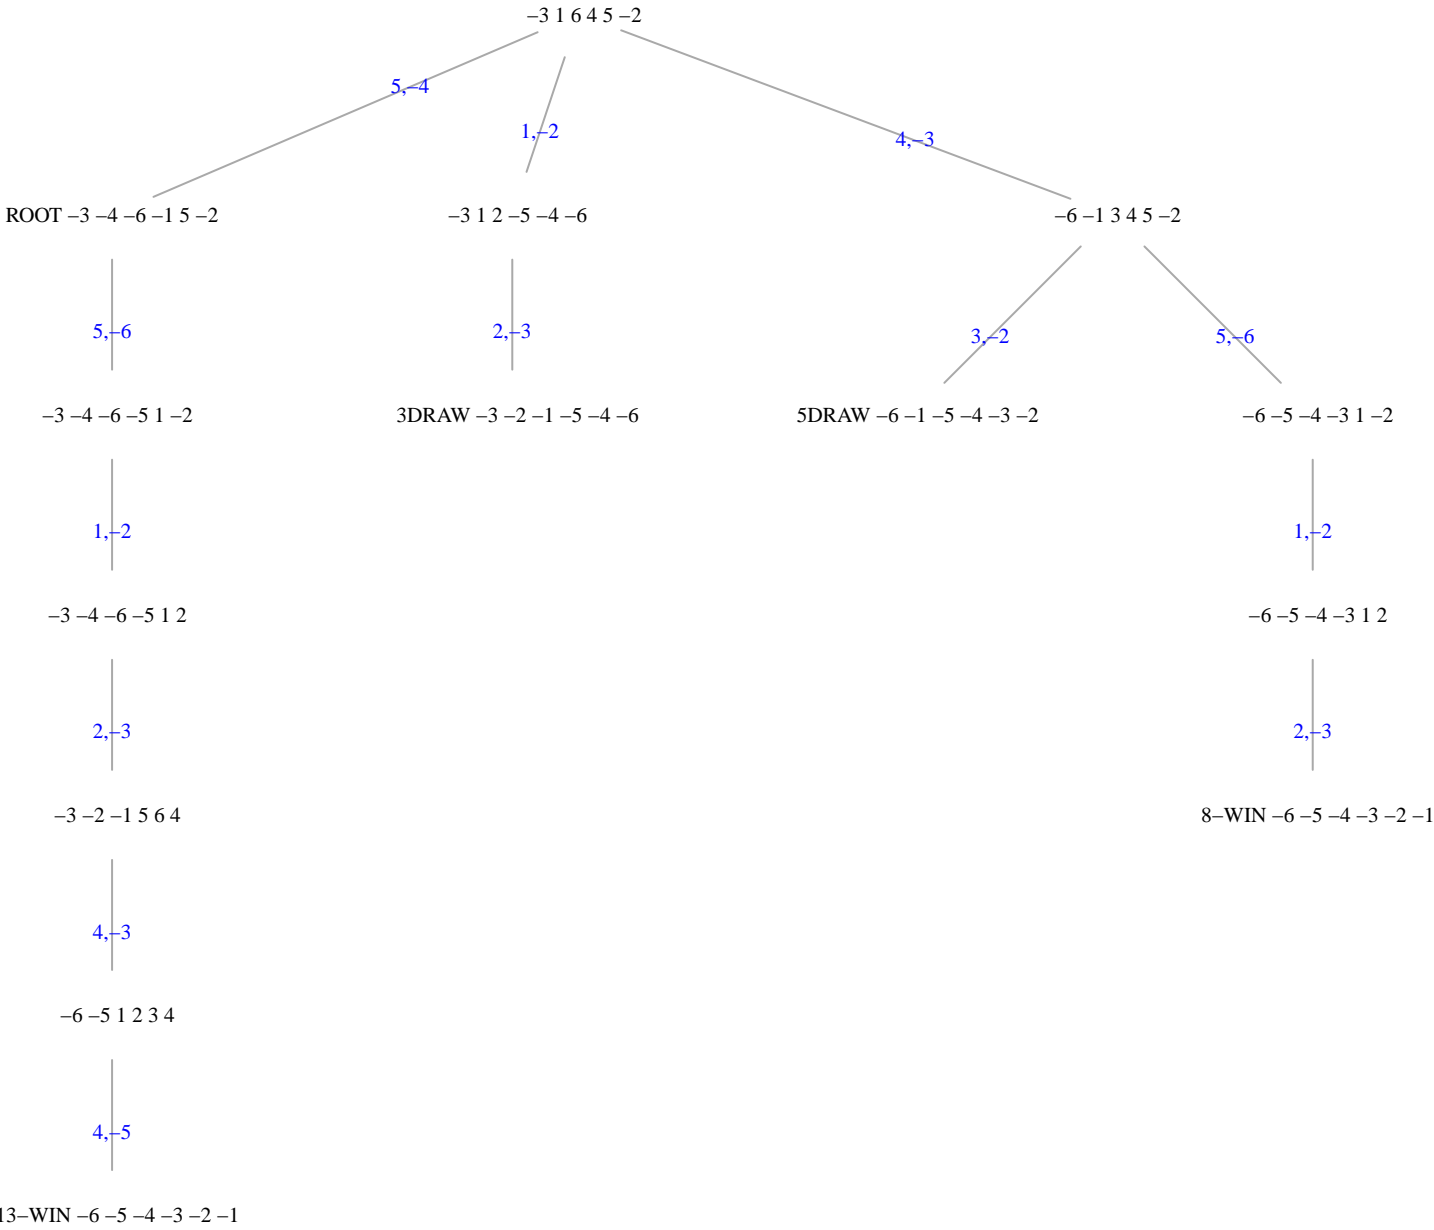 –3 1 6 4 5 –2
5,–4
1,–2
4,–3
ROOT –3 –4 –6 –1 5 –2
–3 1 2 –5 –4 –6
–6 –1 3 4 5 –2
5,–6
2,–3
3,–2
5,–6
–3 –4 –6 –5 1 –2
3DRAW –3 –2 –1 –5 –4 –6
5DRAW –6 –1 –5 –4 –3 –2
–6 –5 –4 –3 1 –2
1,–2
1,–2
–3 –4 –6 –5 1 2
–6 –5 –4 –3 1 2
2,–3
2,–3
–3 –2 –1 5 6 4
8–WIN –6 –5 –4 –3 –2 –1
4,–3
–6 –5 1 2 3 4
4,–5
13–WIN –6 –5 –4 –3 –2 –1